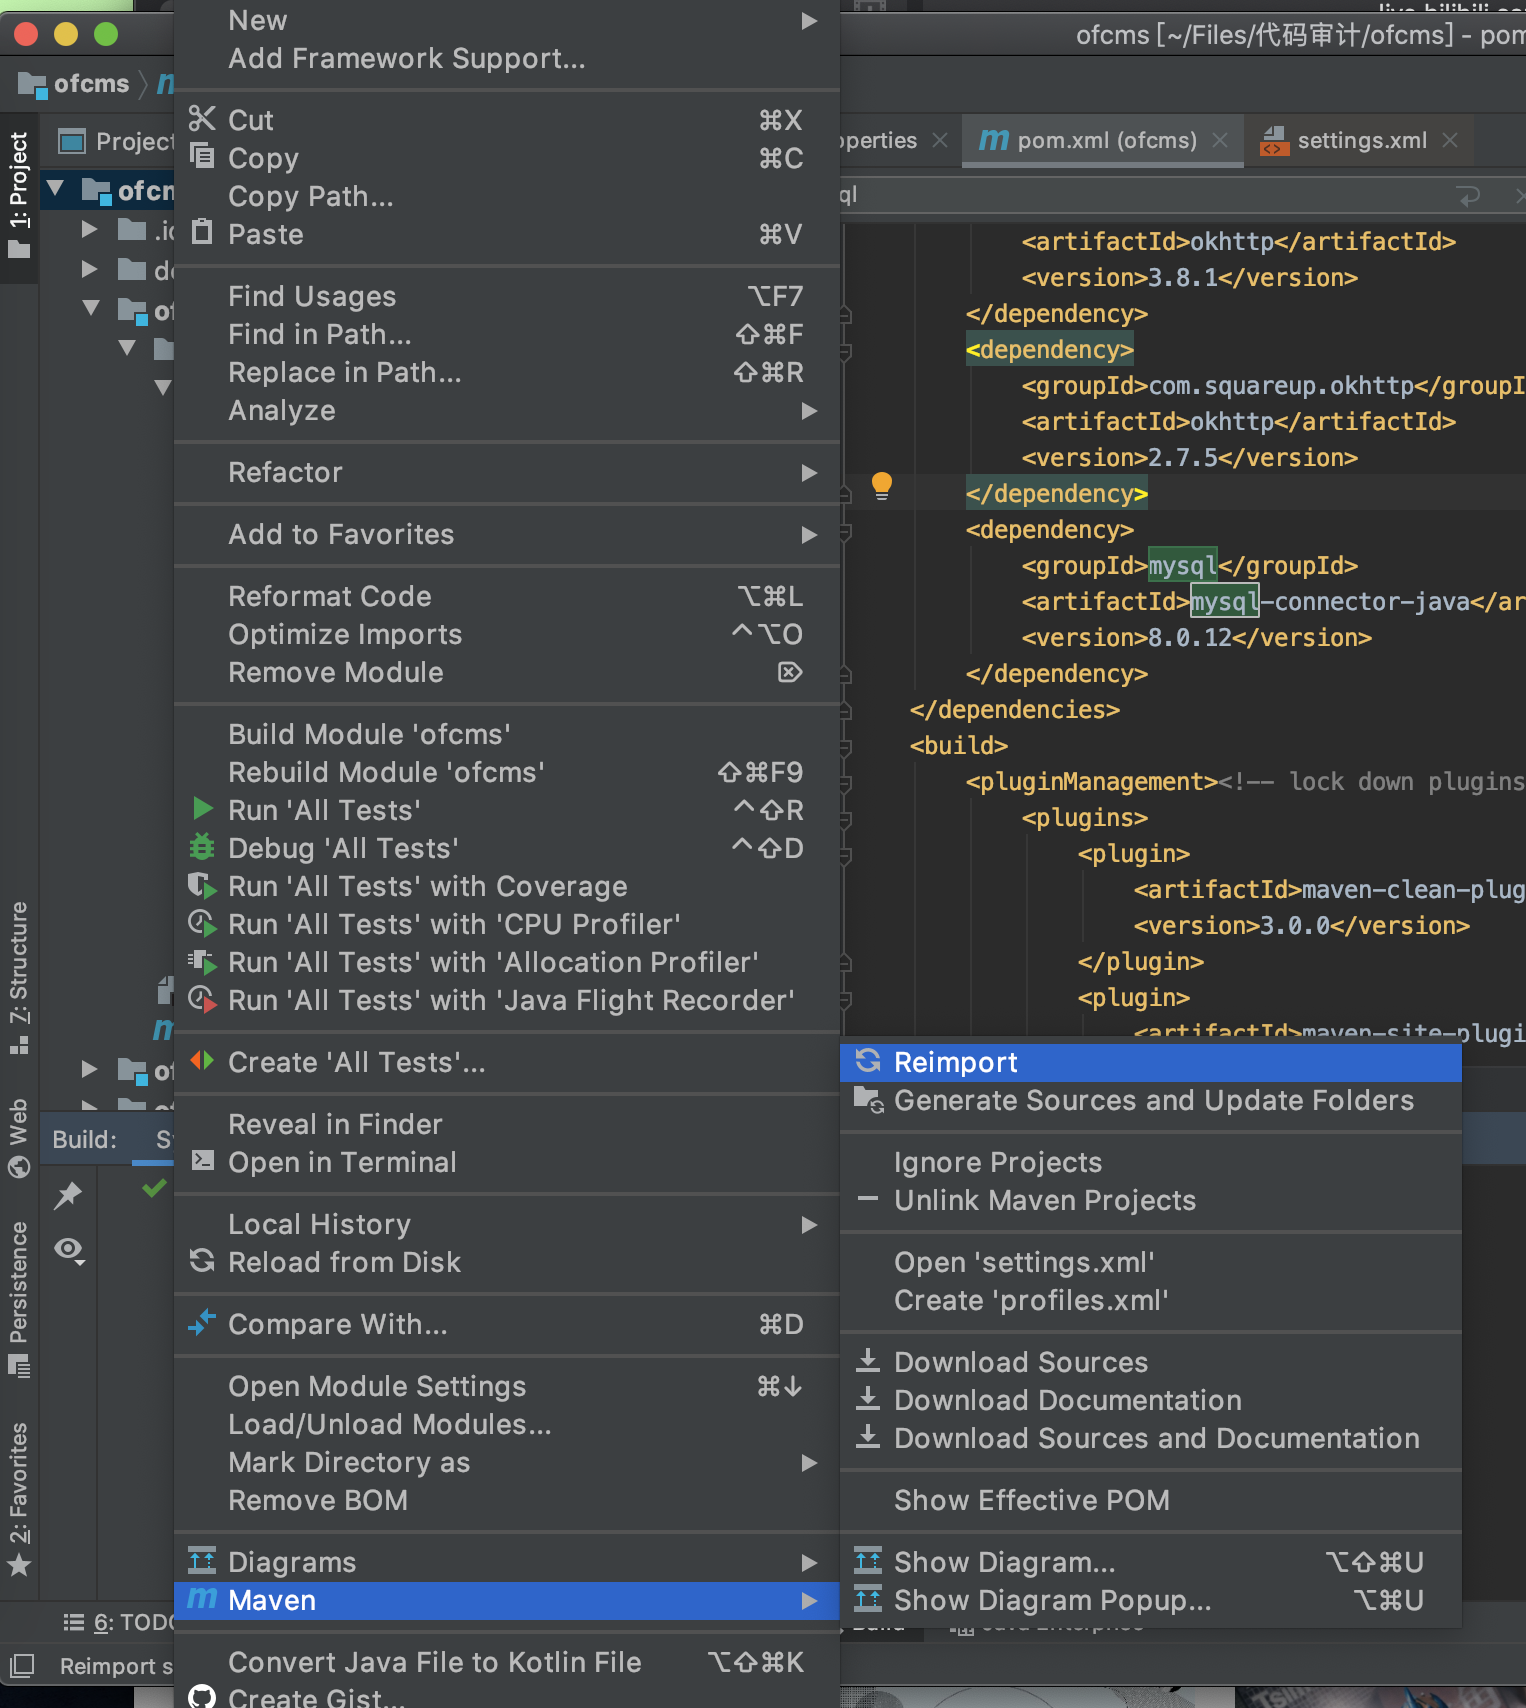 ofcms [~/Files/代码审计/ofcms] - pom
ofcms
1: Project
Project
operties
pom.xml (ofcms)
settings.xml
ql
New
Add Framework Support...
Cut ⌘X
Copy ⌘C
Copy Path...
Paste ⌘V
Find Usages ⌥F7
Find in Path... ⇧⌘F
Replace in Path... ⇧⌘R
Analyze
Refactor
Add to Favorites
Reformat Code ⌥⌘L
Optimize Imports ^⌥O
Remove Module ⌦
Build Module 'ofcms'
Rebuild Module 'ofcms' ⇧⌘F9
Run 'All Tests' ^⇧R
Debug 'All Tests' ^⇧D
Run 'All Tests' with Coverage
Run 'All Tests' with 'CPU Profiler'
Run 'All Tests' with 'Allocation Profiler'
Run 'All Tests' with 'Java Flight Recorder'
Create 'All Tests'...
Reveal in Finder
Open in Terminal
Local History
Reload from Disk
Compare With... ⌘D
Open Module Settings ⌘↓
Load/Unload Modules...
Mark Directory as
Remove BOM
Diagrams
Maven
Convert Java File to Kotlin File ⌥⇧⌘K
Create Gist...
<artifactId>okhttp</artifactId>
<version>3.8.1</version>
</dependency>
<dependency>
<groupId>com.squareup.okhttp</groupI
<artifactId>okhttp</artifactId>
<version>2.7.5</version>
</dependency>
<dependency>
<groupId>mysql</groupId>
<artifactId>mysql-connector-java</ar
<version>8.0.12</version>
</dependency>
</dependencies>
<build>
<pluginManagement><!-- lock down plugins
<plugins>
<plugin>
<artifactId>maven-clean-plug
<version>3.0.0</version>
</plugin>
<plugin>
<artifactId>maven-site-plugi
Reimport
Generate Sources and Update Folders
Ignore Projects
Unlink Maven Projects
Open 'settings.xml'
Create 'profiles.xml'
Download Sources
Download Documentation
Download Sources and Documentation
Show Effective POM
Show Diagram... ⌥⇧⌘U
Show Diagram Popup... ⌥⌘U
7: Structure
Web
Persistence
2: Favorites
Build:
6: TODO
Reimport s